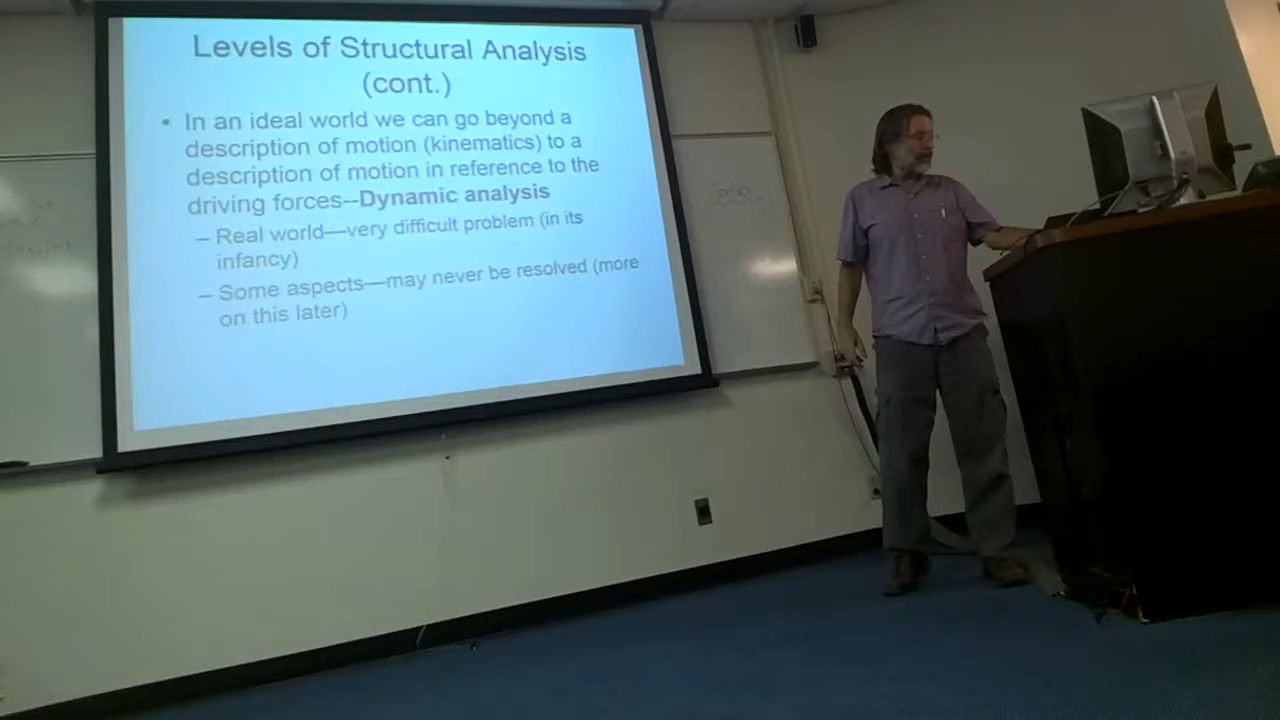 Levels of Structural Analysis
(cont.)
• In an ideal world we can go beyond a
description of motion (kinematics) to a
description of motion in reference to the
driving forces--Dynamic analysis
– Real world—very difficult problem (in its
infancy)
– Some aspects—may never be resolved (more
on this later)